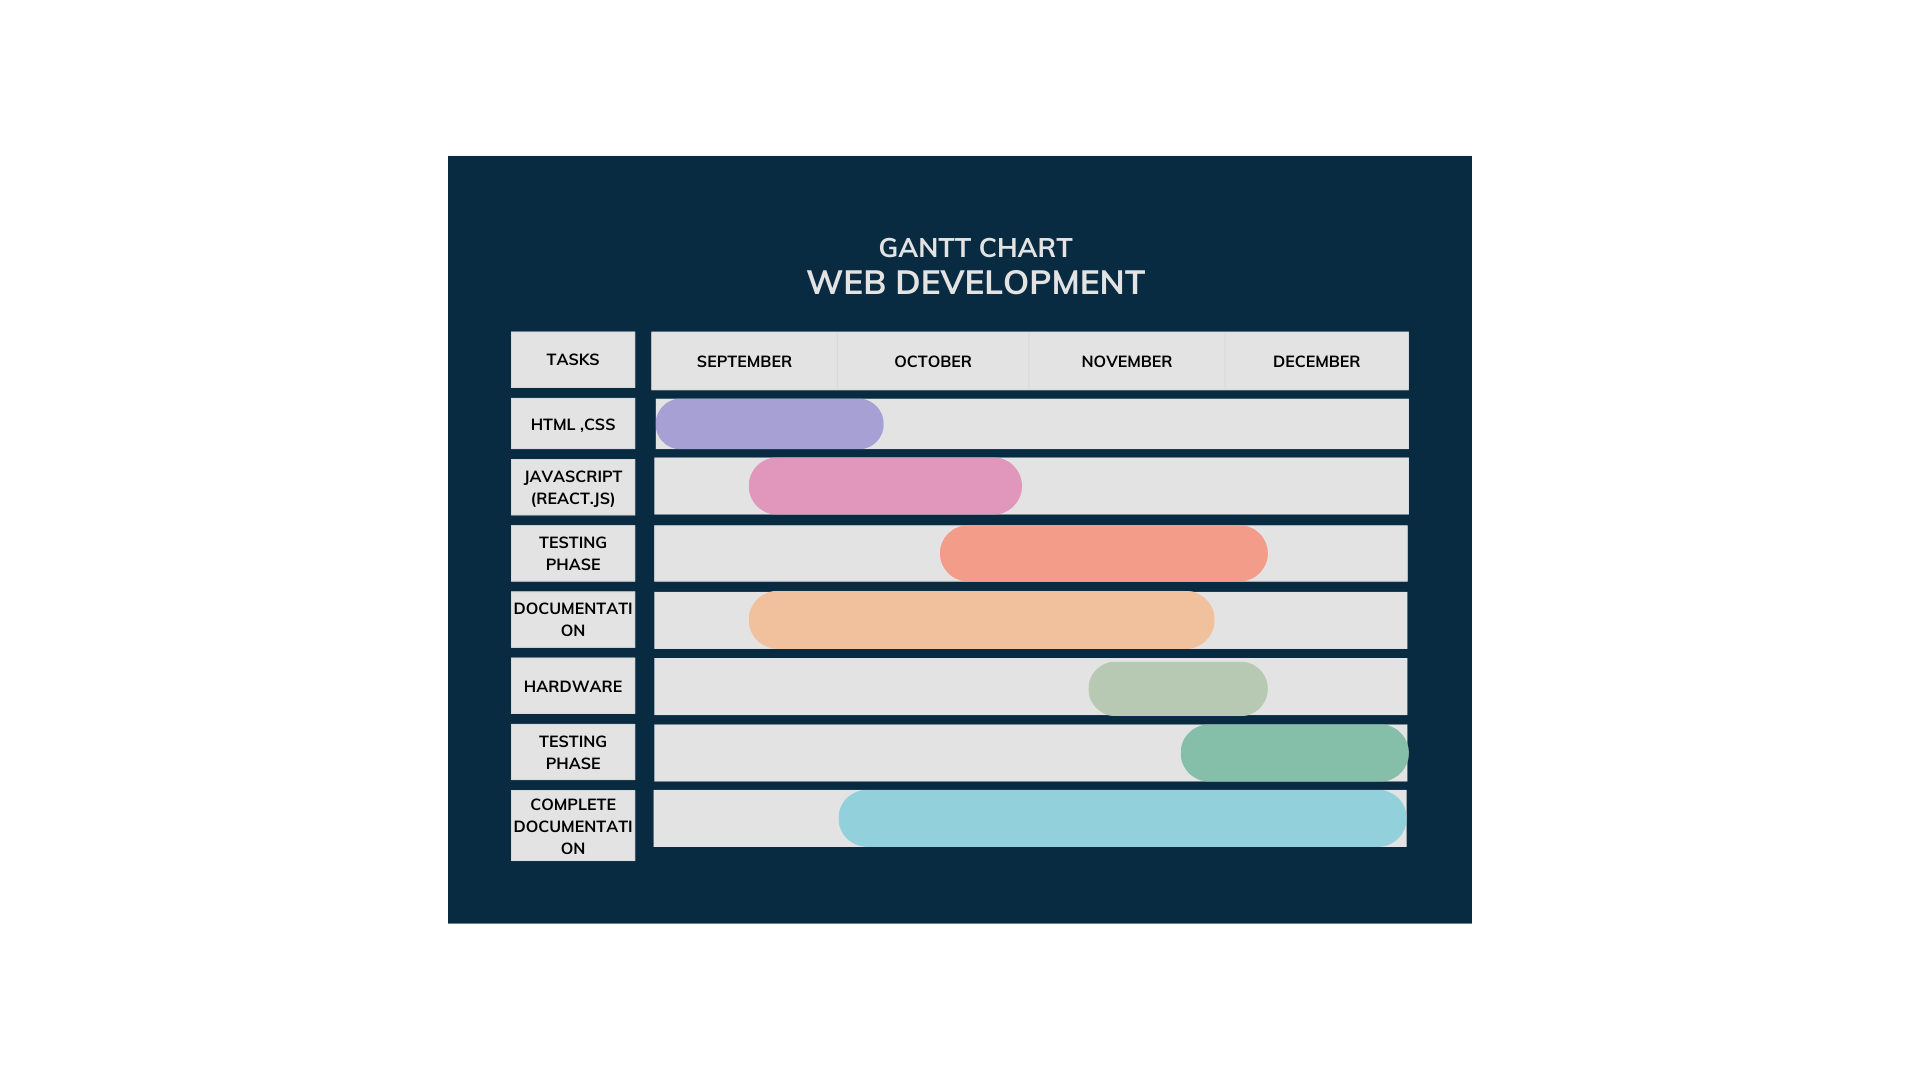 GANTT CHART
WEB DEVELOPMENT
TASKS
SEPTEMBER
OCTOBER
NOVEMBER
DECEMBER
HTML ,CSS
JAVASCRIPT
(REACT.JS)
TESTING
PHASE
DOCUMENTATI
ON
HARDWARE
TESTING
PHASE
COMPLETE
DOCUMENTATI
ON